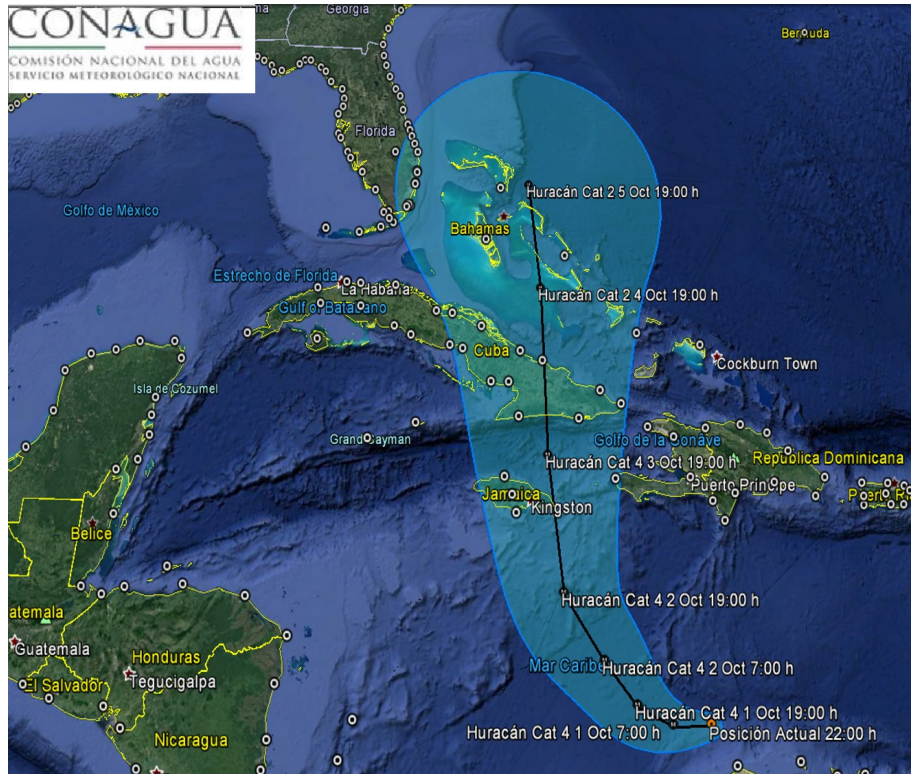 CONAGUA
COMISIÓN NACIONAL DEL AGUA
SERVICIO METEOROLÓGICO NACIONAL
Georgia
Bermuda
Florida
Golfo de México
Huracán Cat 2 5 Oct 19:00 h
Bahamas
Estrecho de Florida
La Habana
Huracán Cat 2 4 Oct 19:00 h
Gulf of Batabano
Cuba
Cockburn Town
Isla de Cozumel
Grand Cayman
Golfo de la Gonâve
Huracán Cat 4 3 Oct 19:00 h
República Dominicana
Puerto Príncipe
Jamaica
Kingston
Belice
Huracán Cat 4 2 Oct 19:00 h
atemala
Guatemala
Honduras
Mar Caribe
Huracán Cat 4 2 Oct 7:00 h
El Salvador
Tegucigalpa
Huracán Cat 4 1 Oct 19:00 h
Huracán Cat 4 1 Oct 7:00 h
Posición Actual 22:00 h
Nicaragua